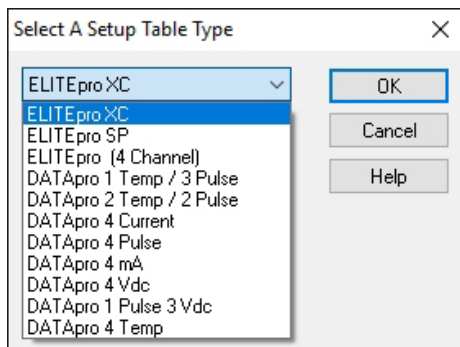 Select A Setup Table Type
ELITEpro XC
OK
ELITEpro XC
ELITEpro SP
Cancel
ELITEpro (4 Channel)
DATApro 1 Temp / 3 Pulse
Help
DATApro 2 Temp / 2 Pulse
DATApro 4 Current
DATApro 4 Pulse
DATApro 4 mA
DATApro 4 Vdc
DATApro 1 Pulse 3 Vdc
DATApro 4 Temp